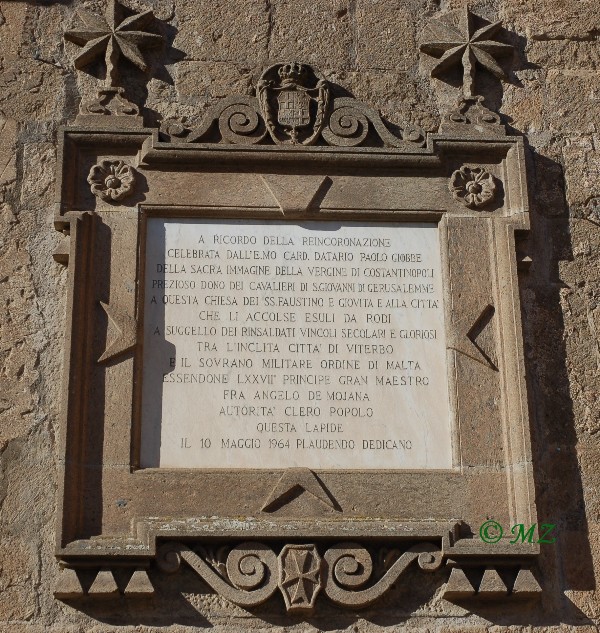 A RICORDO DELLA REINCORONAZIONE
CELEBRATA DALL'E.MO CARD. DATARIO PAOLO GIOBBE
DELLA SACRA IMMAGINE DELLA VERGINE DI COSTANTINOPOLI
PREZIOSO DONO DEI CAVALIERI DI S.GIOVANNI DI GERUSALEMME
A QUESTA CHIESA DEI SS.FAUSTINO E GIOVITA E ALLA CITTA'
CHE LI ACCOLSE ESULI DA RODI
A SUGGELLO DEI RINSALDATI VINCOLI SECOLARI E GLORIOSI
TRA L'INCLITA CITTA' DI VITERBO
E IL SOVRANO MILITARE ORDINE DI MALTA
ESSENDONE LXXVII° PRINCIPE GRAN MAESTRO
FRA ANGELO DE MOJANA
AUTORITA' CLERO POPOLO
QUESTA LAPIDE
IL 10 MAGGIO 1964 PLAUDENDO DEDICANO
© MZ